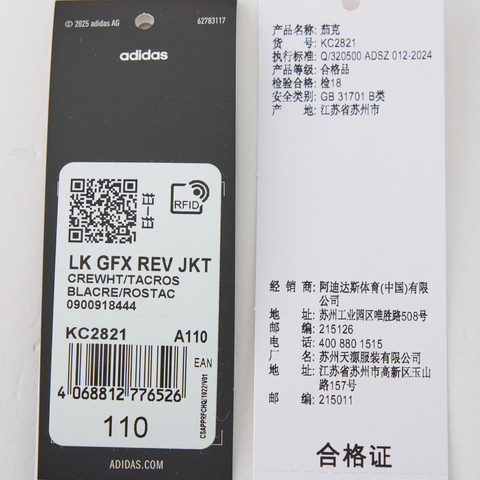 © 2025 adidas AG
62783117
adidas
RFID
LK GFX REV JKT
CREWHT/TACROS
BLACRE/ROSTAC
0900918444
KC2821 A110
EAN
4 068812 776526
110
ADIDAS.COM
产品名称: 茄克
货 号: KC2821
执行标准: Q/320500 ADSZ 012-2024
产品等级: 合格品
检验合格: 检18
安全类别: GB 31701 B类
产 地: 江苏省苏州市
经 销 商: 阿迪达斯体育(中国)有限
公司
地 址: 苏州工业园区唯胜路508号
邮 编: 215126
电 话: 400 880 1515
厂 名: 苏州天源服装有限公司
地 址: 江苏省苏州市高新区玉山
路157号
邮 编: 215011
合格证